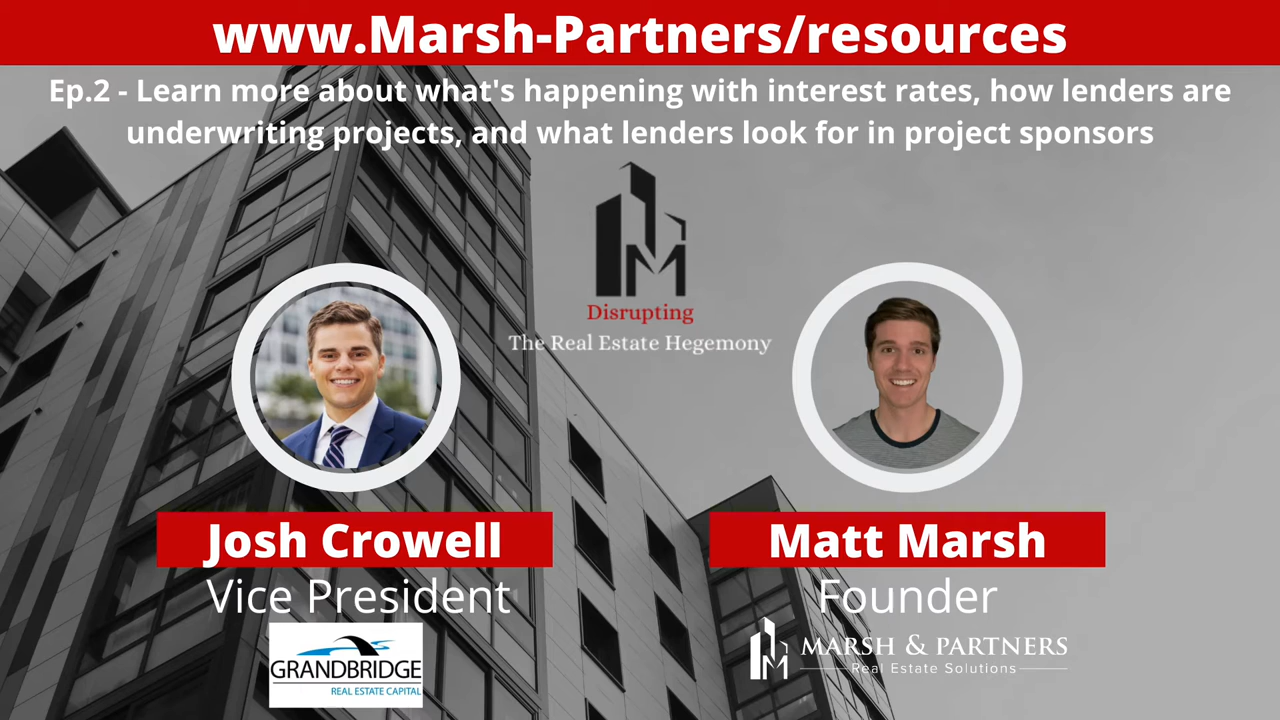 www.Marsh-Partners/resources
Ep.2 - Learn more about what's happening with interest rates, how lenders are
underwriting projects, and what lenders look for in project sponsors
M
Disrupting
The Real Estate Hegemony
Josh Crowell
Vice President
GRANDBRIDGE
REAL ESTATE CAPITAL
Matt Marsh
Founder
M
MARSH & PARTNERS
Real Estate Solutions